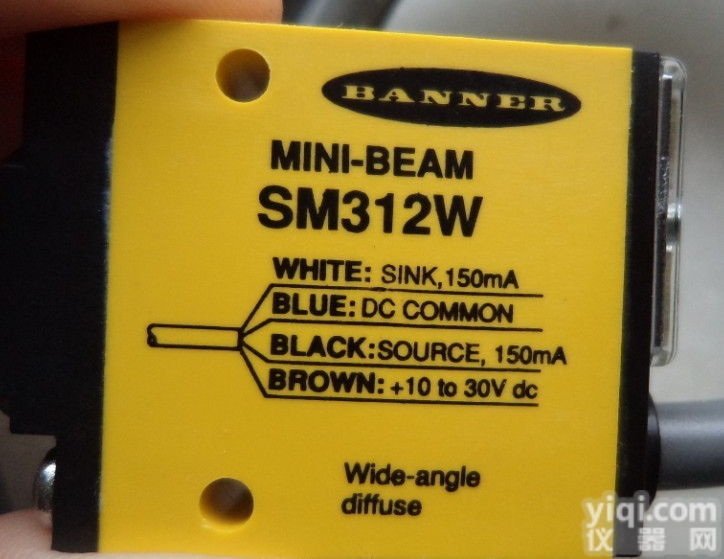 BANNER
MINI-BEAM
SM312W
WHITE: SINK,150mA
BLUE: DC COMMON
BLACK:SOURCE, 150mA
BROWN: +10 to 30V dc
Wide-angle
diffuse
yiqi.com
仪器网